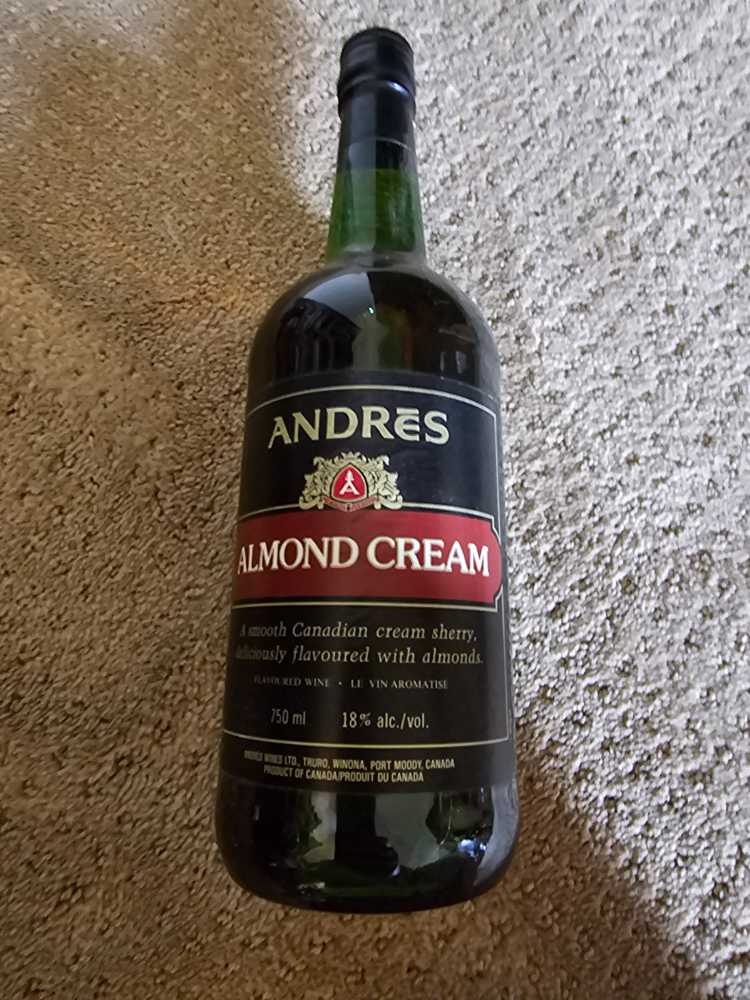 ANDRĒS
A
ALMOND CREAM
A smooth Canadian cream sherry,
deliciously flavoured with almonds.
FLAVOURED WINE • LE VIN AROMATISE
750 ml 18% alc./vol.
ANDRES WINES LTD., TRURO, WINONA, PORT MOODY, CANADA
PRODUCT OF CANADA/PRODUIT DU CANADA